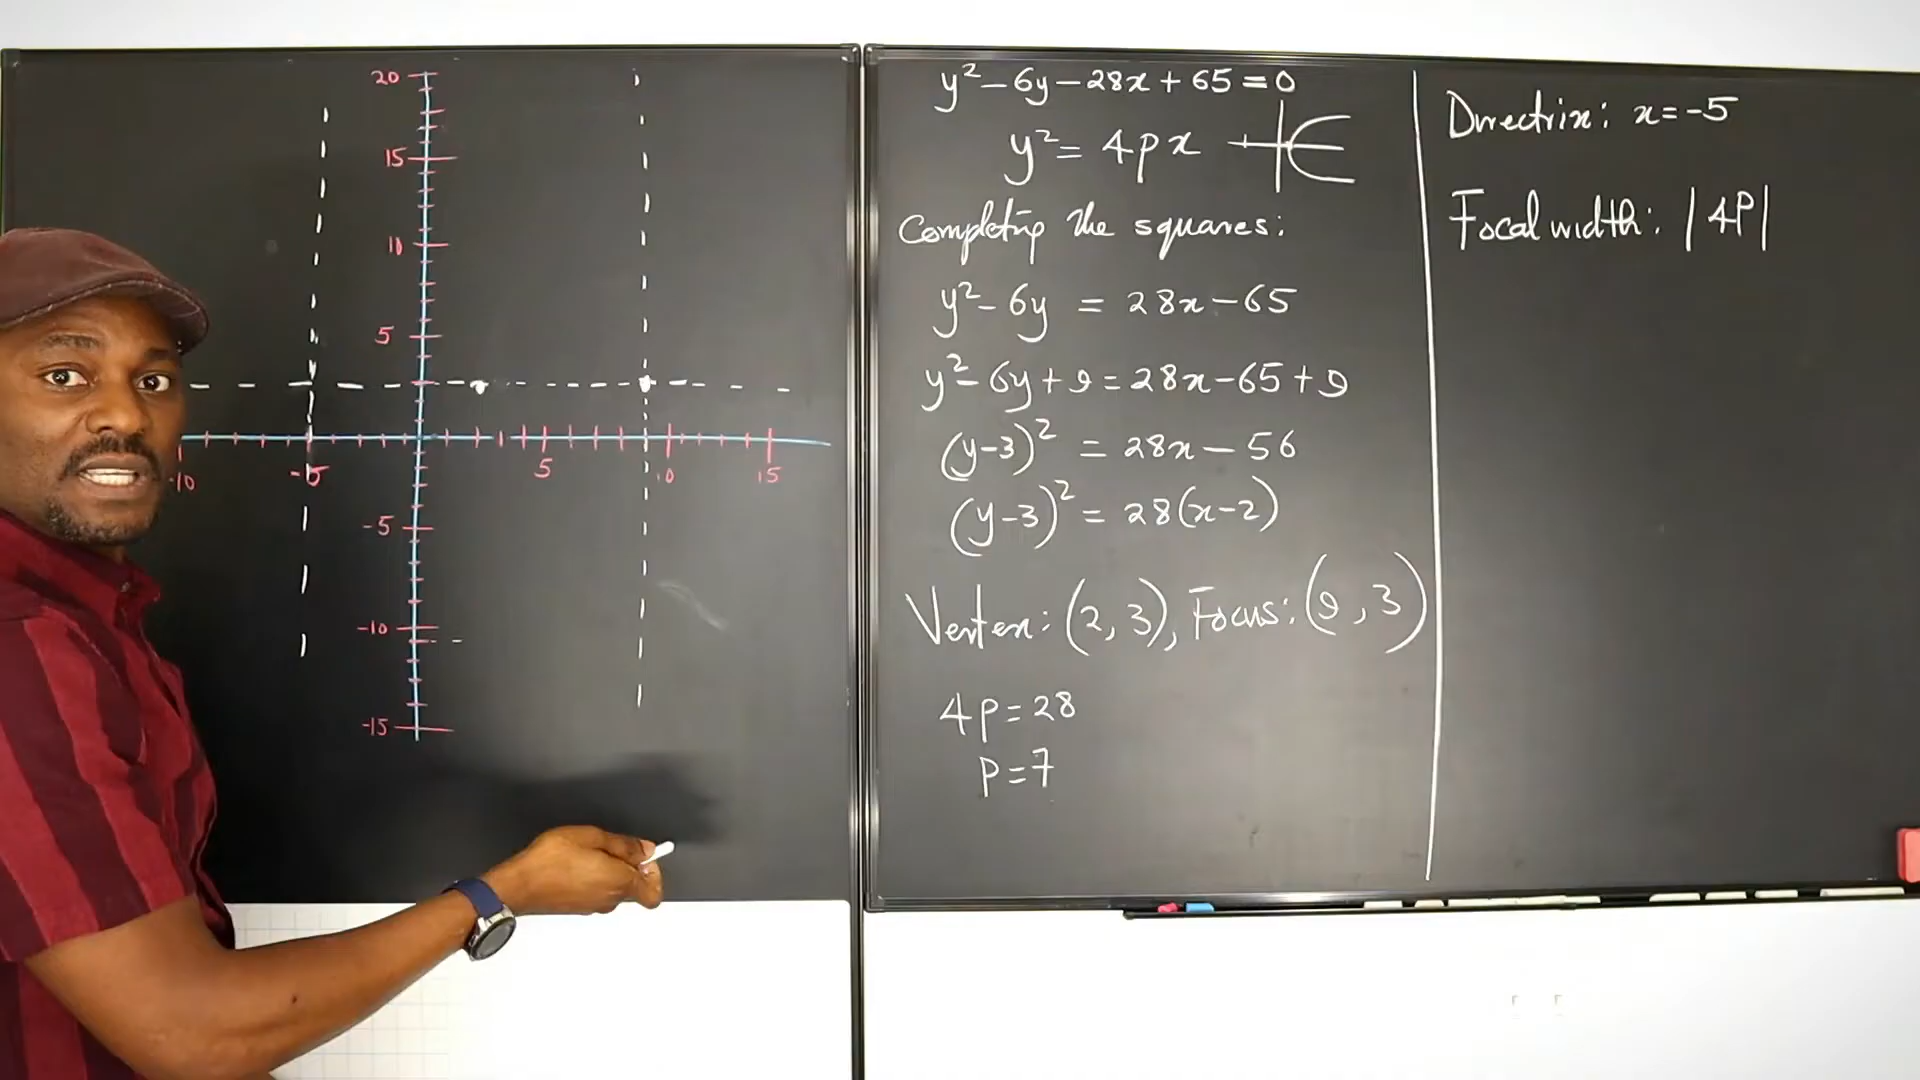 20
15
10
5
-10
-5
5
10
15
-5
-10
-15
y² - 6y - 28x + 65 = 0
y² = 4px
Completing the squares:
y² - 6y = 28x - 65
y² - 6y + 9 = 28x - 65 + 9
(y-3)² = 28x - 56
(y-3)² = 28(x-2)
Vertex: (2, 3), Focus: (9, 3)
4p = 28
p = 7
Directrix: x = -5
Focal width: |4P|